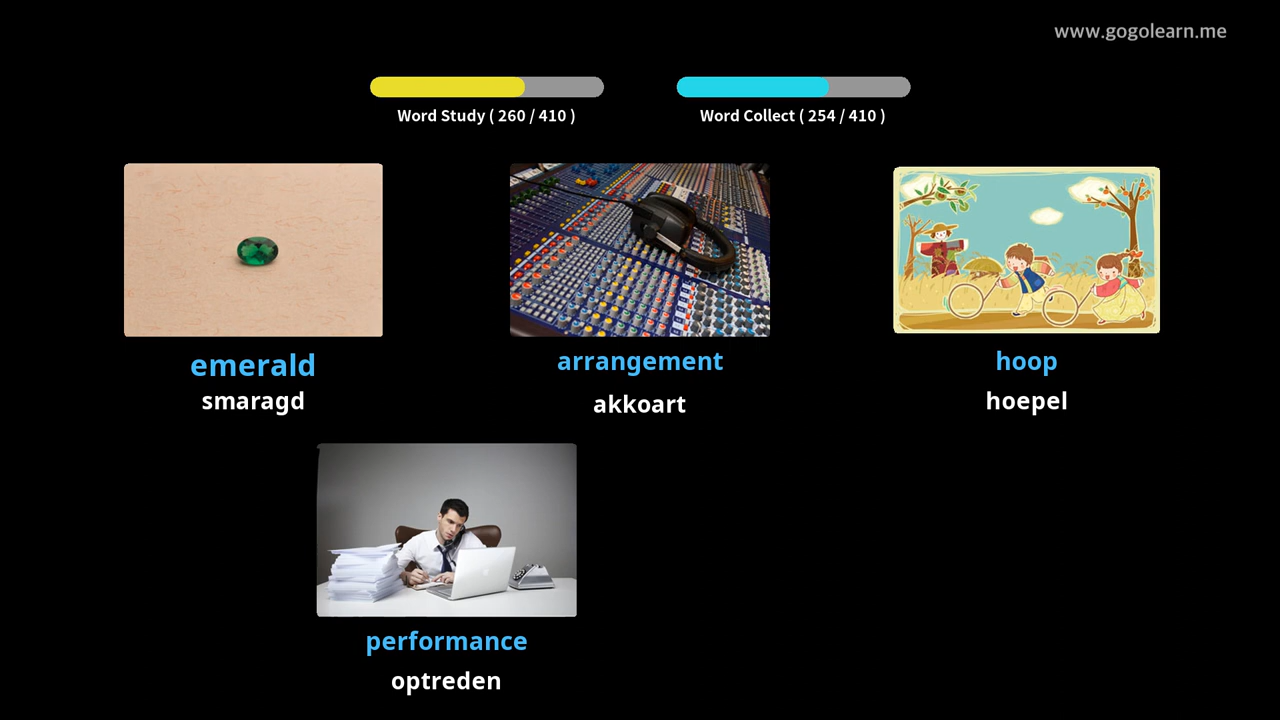 www.gogolearn.me
Word Study ( 260 / 410 )
Word Collect ( 254 / 410 )
emerald
smaragd
arrangement
akkoart
hoop
hoepel
performance
optreden